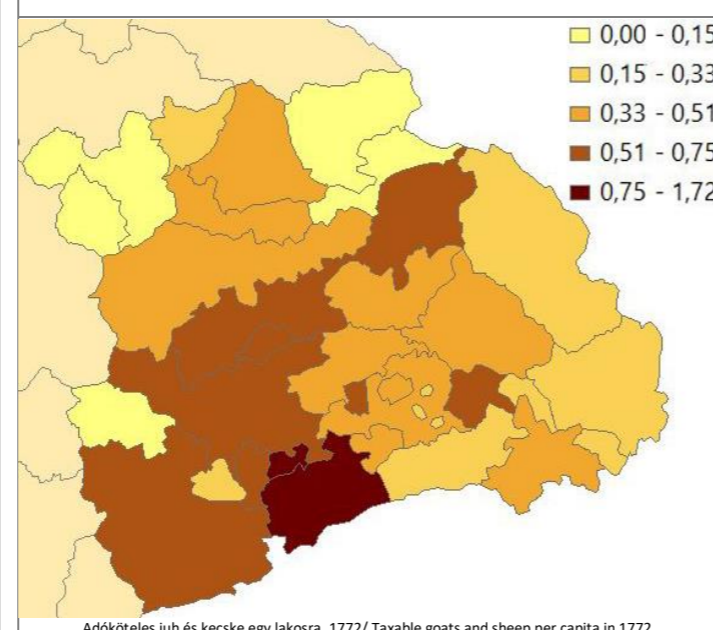 0,00 - 0,15
0,15 - 0,33
0,33 - 0,51
0,51 - 0,75
0,75 - 1,72
Adóköteles juh és kecske egy lakosra, 1772/ Taxable goats and sheep per capita in 1772